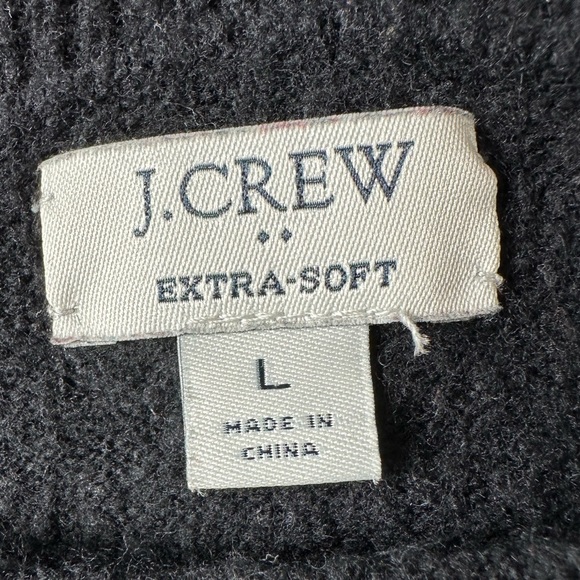 J.CREW
EXTRA-SOFT
L
MADE IN
CHINA